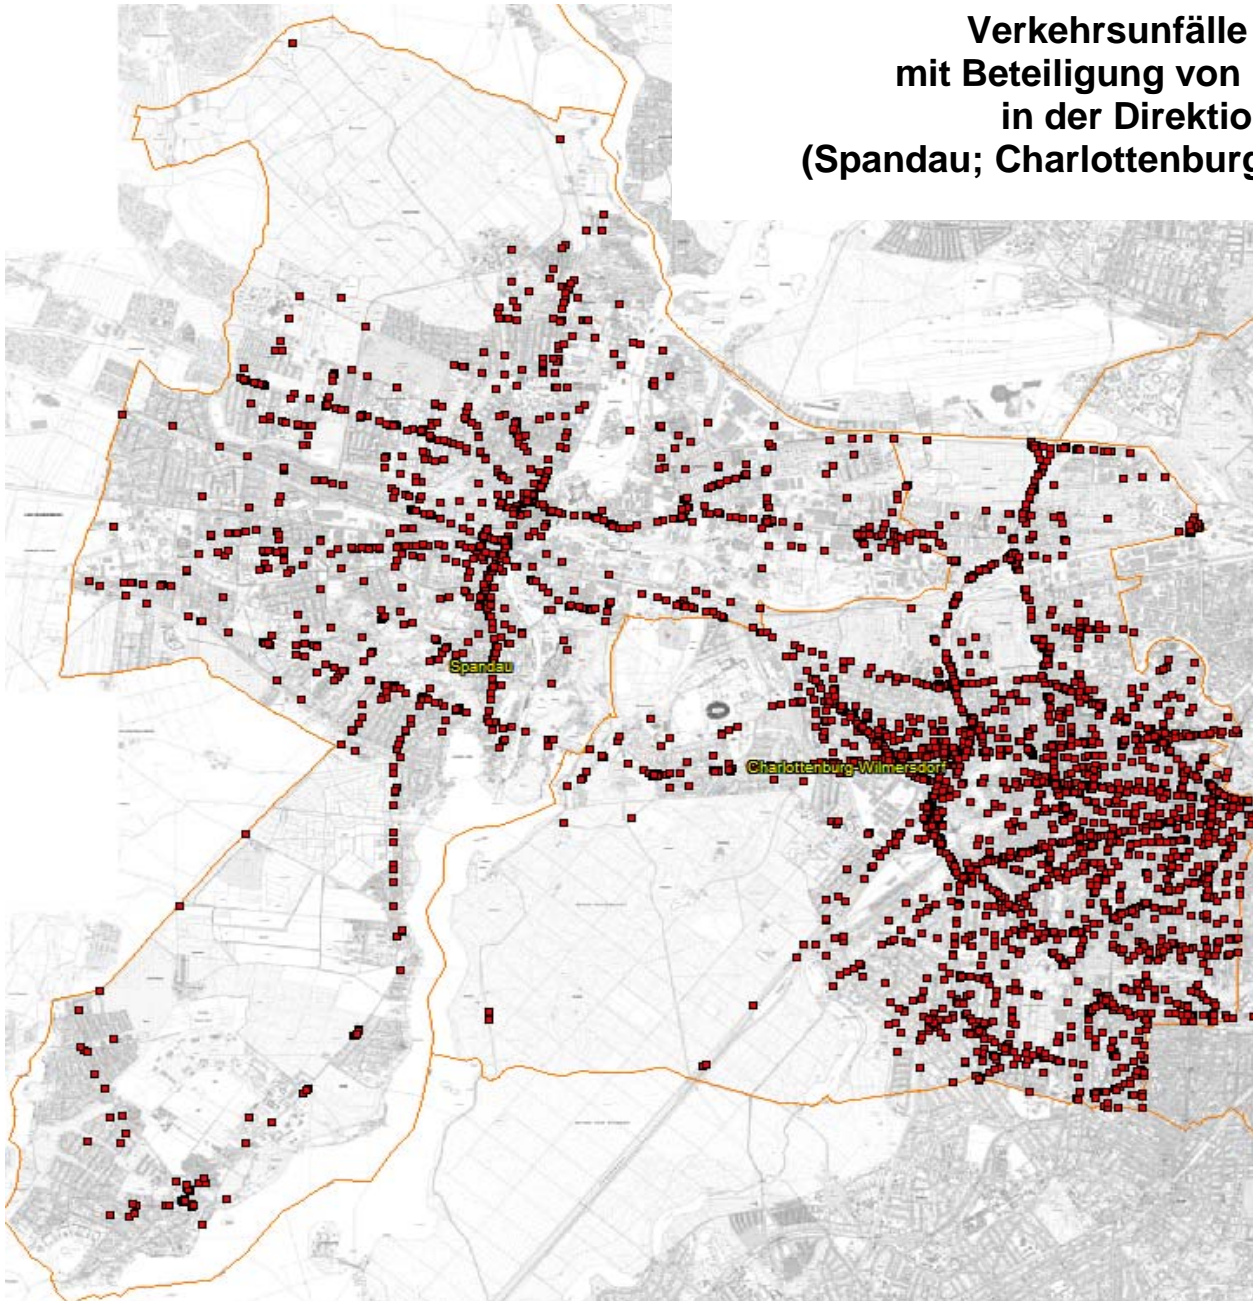 Verkehrsunfälle
mit Beteiligung von
in der Direktio
(Spandau; Charlottenburg
Spandau
Charlottenburg-Wilmersdorf